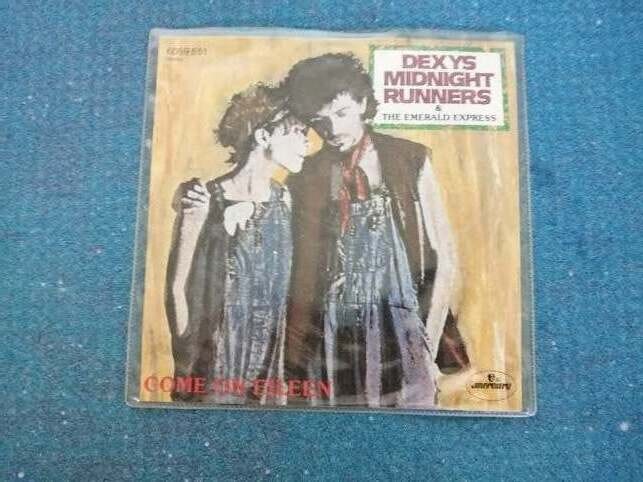 DEXYS
MIDNIGHT
RUNNERS
&
THE EMERALD EXPRESS
COME ON EILEEN
mercury